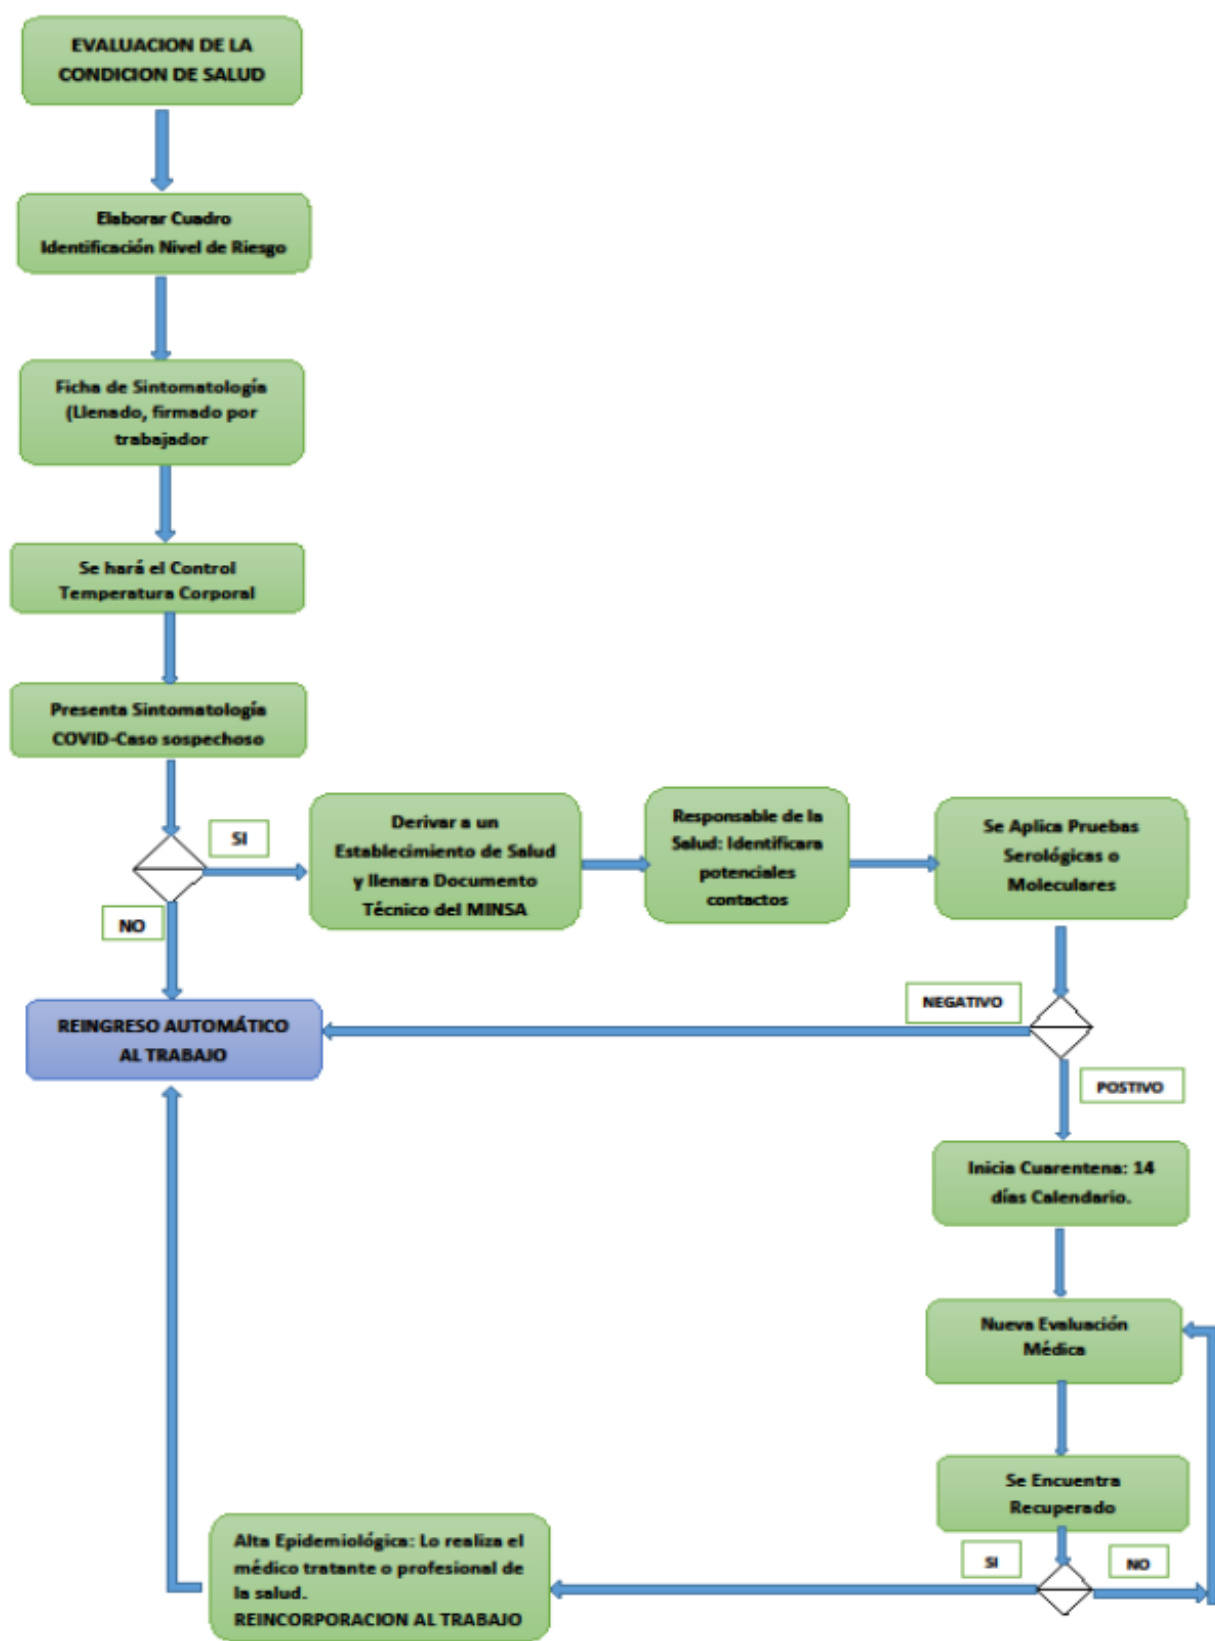 EVALUACION DE LA
CONDICION DE SALUD
Elaborar Cuadro
Identificación Nivel de Riesgo
Ficha de Sintomatología
(Llenado, firmado por
trabajador
Se hará el Control
Temperatura Corporal
Presenta Sintomatología
COVID-Caso sospechoso
SI
NO
Derivar a un
Establecimiento de Salud
y llenara Documento
Técnico del MINSA
Responsable de la
Salud: Identificara
potenciales
contactos
Se Aplica Pruebas
Serológicas o
Moleculares
NEGATIVO
POSTIVO
REINGRESO AUTOMÁTICO
AL TRABAJO
Inicia Cuarentena: 14
días Calendario.
Nueva Evaluación
Médica
Se Encuentra
Recuperado
SI
NO
Alta Epidemiológica: Lo realiza el
médico tratante o profesional de
la salud.
REINCORPORACION AL TRABAJO